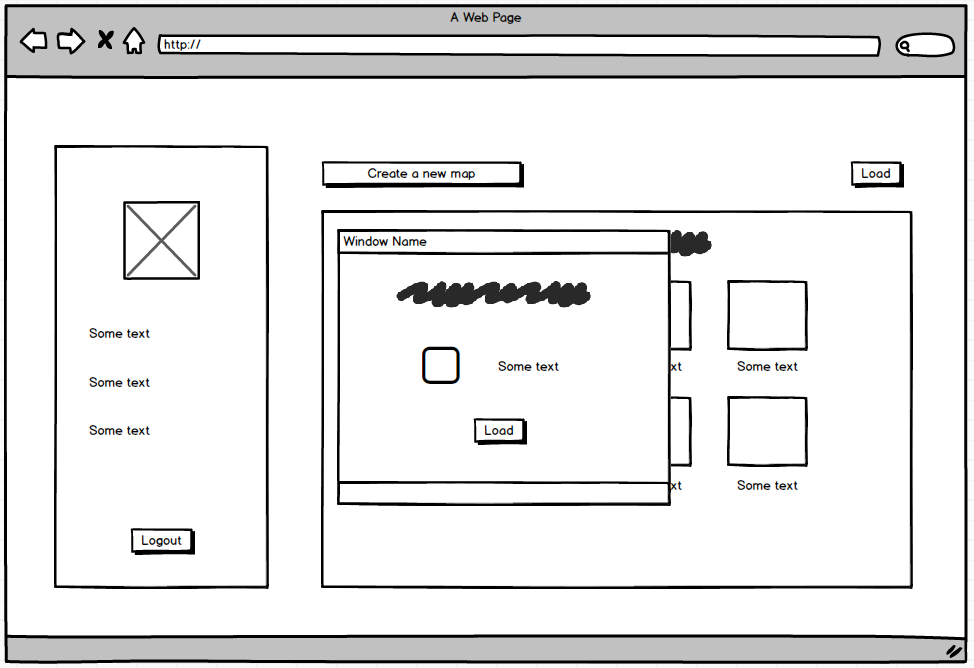 A Web Page
http://
Create a new map
Load
Window Name
Some text
Load
Some text
Some text
Some text
Logout
xt
Some text
xt
Some text